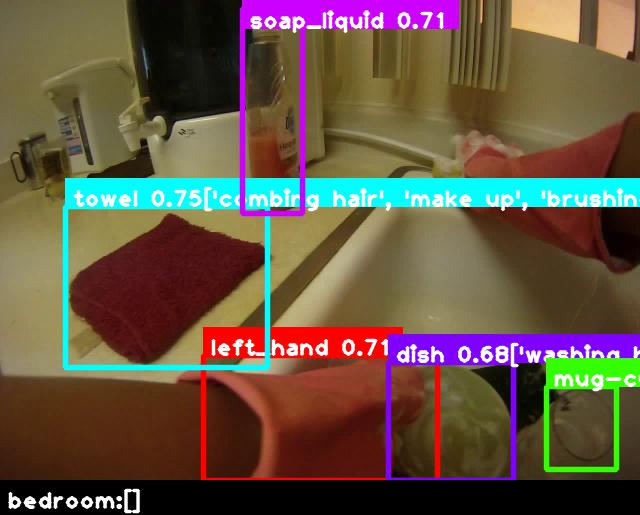 soap_liquid 0.71
towel 0.75['combing hair', 'make up', 'brushin
left_hand 0.71
dish 0.68['washing h
mug-cu
bedroom:[]